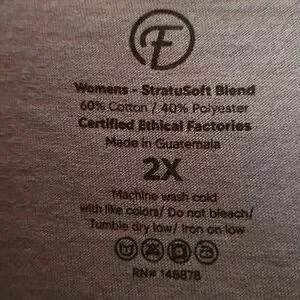 F
Womens - StratuSoft Blend
60% Cotton / 40% Polyester
Certified Ethical Factories
Made in Guatemala
2X
Machine wash cold
with like colors/ Do not bleach/
Tumble dry low/ Iron on low
RN# 146878